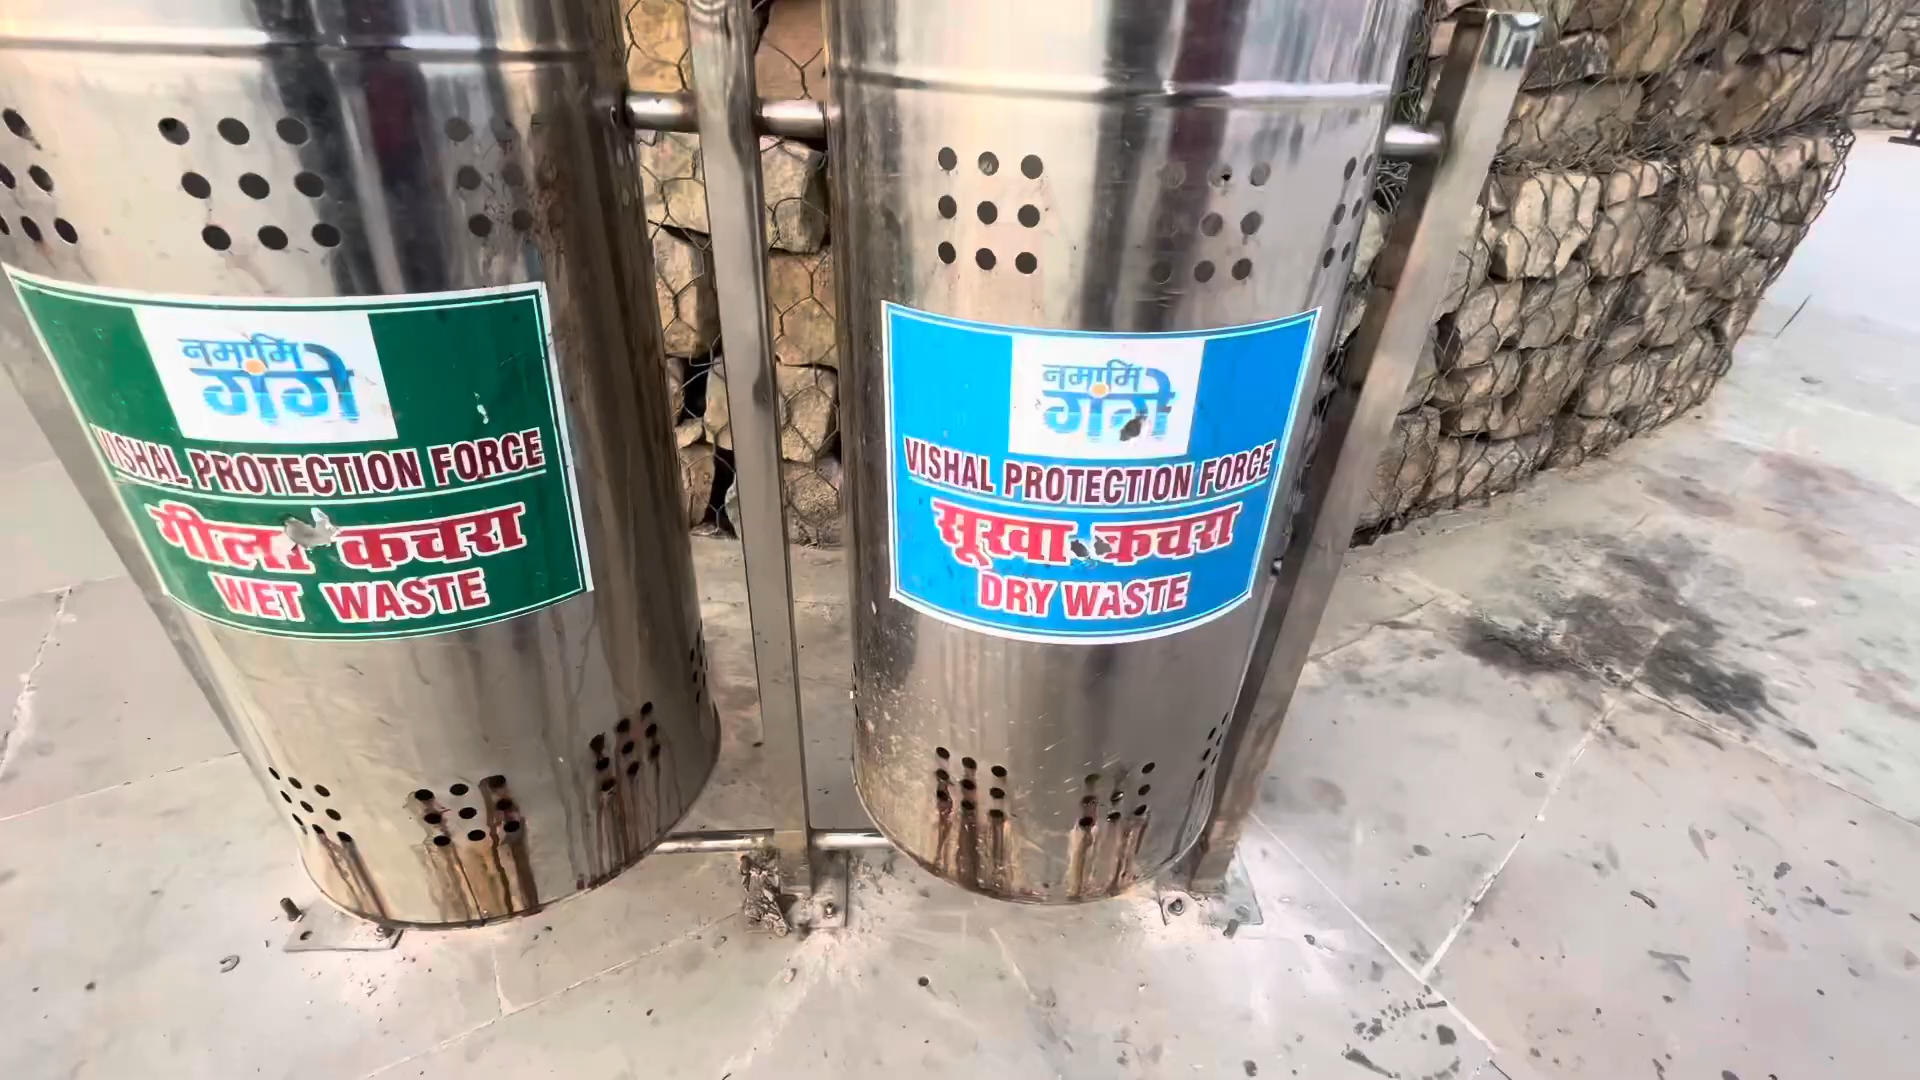 नमामि
गंगे
VISHAL PROTECTION FORCE
गीला कचरा
WET WASTE
नमामि
गंगे
VISHAL PROTECTION FORCE
सूखा कचरा
DRY WASTE